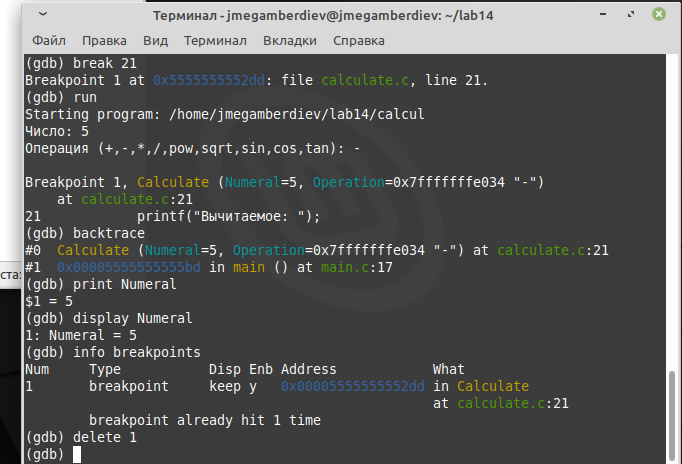 Терминал - jmegamberdiev@jmegamberdiev: ~/lab14
Файл Правка Вид Терминал Вкладки Справка
(gdb) break 21
Breakpoint 1 at 0x5555555552dd: file calculate.c, line 21.
(gdb) run
Starting program: /home/jmegamberdiev/lab14/calcul
Число: 5
Операция (+,-,*,/,pow,sqrt,sin,cos,tan): -

Breakpoint 1, Calculate (Numeral=5, Operation=0x7fffffffe034 "-")
    at calculate.c:21
21            printf("Вычитаемое: ");
(gdb) backtrace
#0  Calculate (Numeral=5, Operation=0x7fffffffe034 "-") at calculate.c:21
#1  0x00005555555555bd in main () at main.c:17
(gdb) print Numeral
$1 = 5
(gdb) display Numeral
1: Numeral = 5
(gdb) info breakpoints
Num     Type           Disp Enb Address            What
1       breakpoint     keep y   0x00005555555552dd in Calculate
                                                   at calculate.c:21
        breakpoint already hit 1 time
(gdb) delete 1
(gdb)
ста: